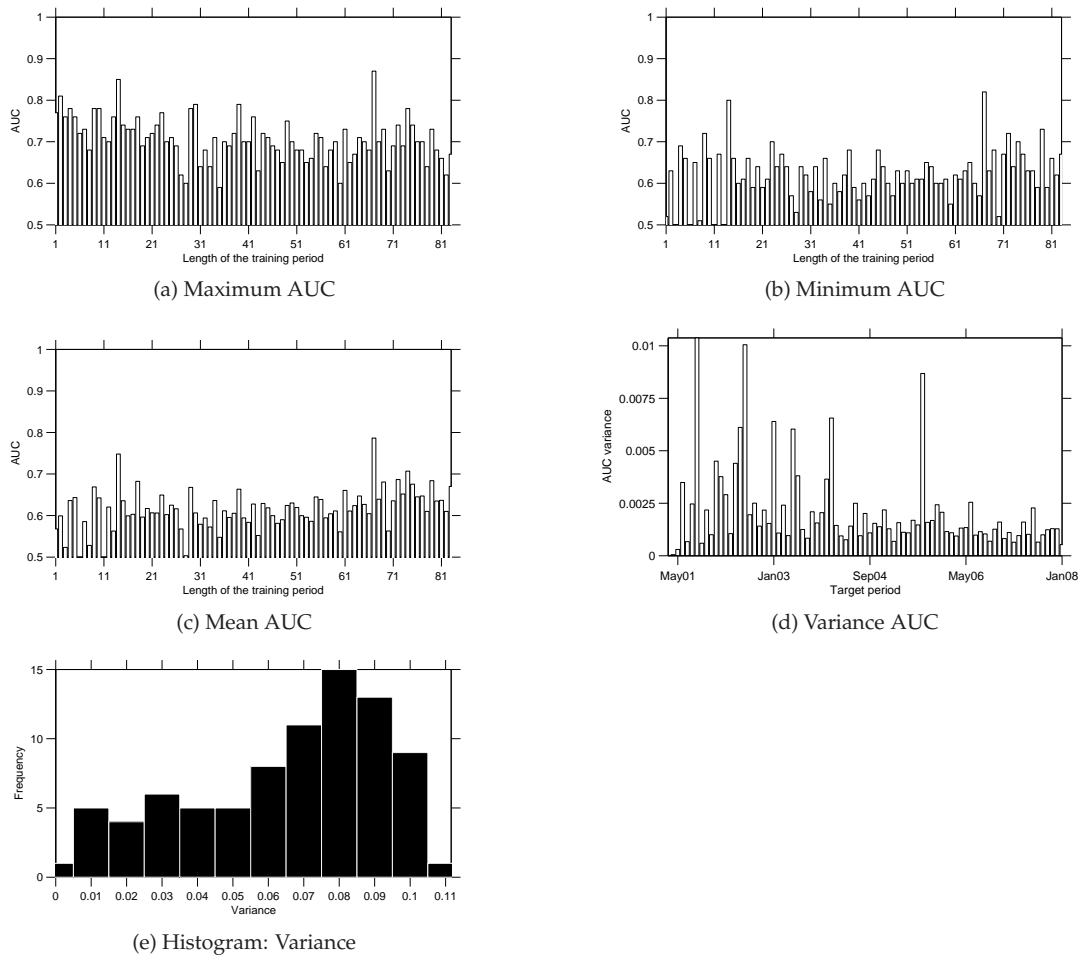 1
0.9
0.8
0.7
0.6
0.5
AUC
1 11 21 31 41 51 61 71 81
Length of the training period
(a) Maximum AUC
1
0.9
0.8
0.7
0.6
0.5
AUC
1 11 21 31 41 51 61 71 81
Length of the training period
(b) Minimum AUC
1
0.9
0.8
0.7
0.6
0.5
AUC
1 11 21 31 41 51 61 71 81
Length of the training period
(c) Mean AUC
0.01
0.0075
0.005
0.0025
0
AUC variance
May01 Jan03 Sep04 May06 Jan08
Target period
(d) Variance AUC
15
10
5
0
Frequency
0 0.01 0.02 0.03 0.04 0.05 0.06 0.07 0.08 0.09 0.1 0.11
Variance
(e) Histogram: Variance